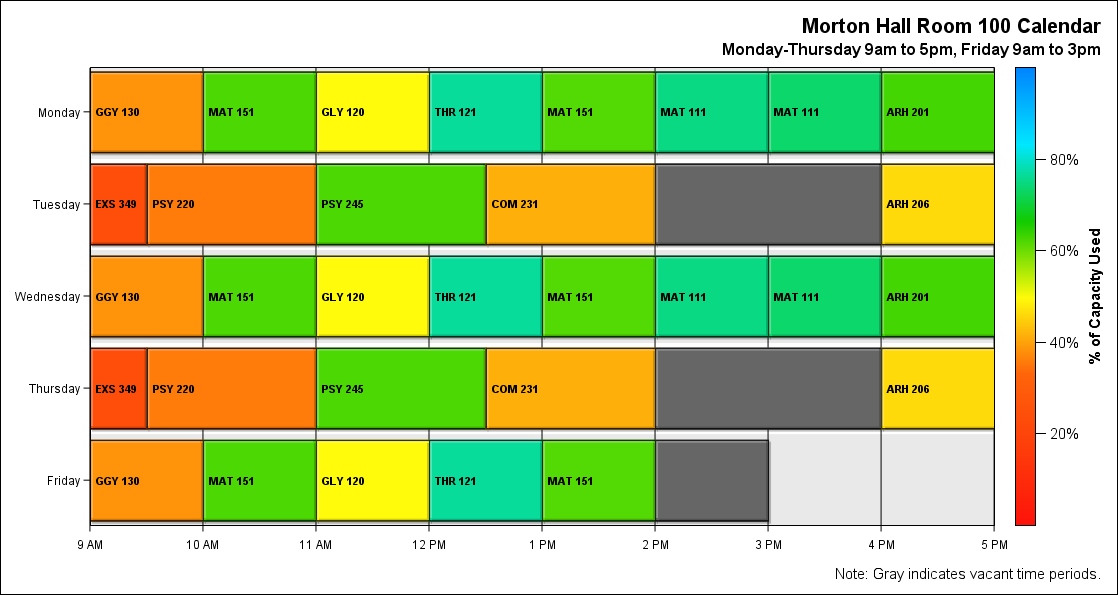 Morton Hall Room 100 Calendar
Monday-Thursday 9am to 5pm, Friday 9am to 3pm
Monday
GGY 130 MAT 151 GLY 120 THR 121 MAT 151 MAT 111 MAT 111 ARH 201
Tuesday
EXS 349 PSY 220 PSY 245 COM 231 ARH 206
Wednesday
GGY 130 MAT 151 GLY 120 THR 121 MAT 151 MAT 111 MAT 111 ARH 201
Thursday
EXS 349 PSY 220 PSY 245 COM 231 ARH 206
Friday
GGY 130 MAT 151 GLY 120 THR 121 MAT 151
9 AM 10 AM 11 AM 12 PM 1 PM 2 PM 3 PM 4 PM 5 PM
80%
60%
40%
20%
% of Capacity Used
Note: Gray indicates vacant time periods.